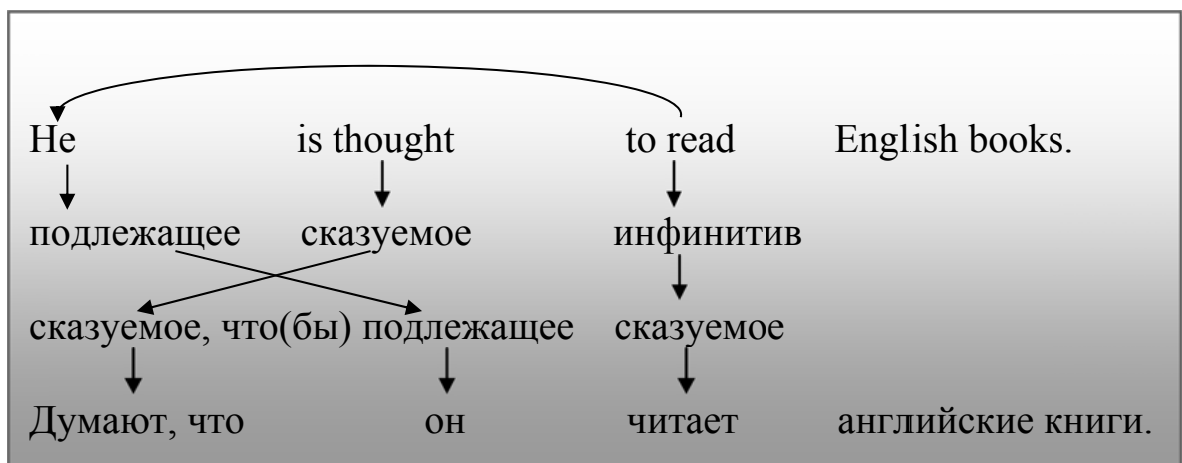 He is thought to read English books.
подлежащее сказуемое инфинитив
сказуемое, что(бы) подлежащее сказуемое
Думают, что он читает английские книги.